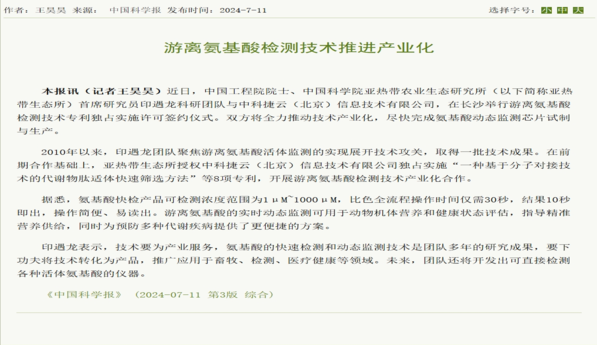 作者：王昊昊 来源：中国科学报 发布时间：2024-7-11 选择字号：小 中 大
游离氨基酸检测技术推进产业化
本报讯（记者王昊昊）近日，中国工程院院士、中国科学院亚热带农业生态研究所（以下简称亚热
带生态所）首席研究员印遇龙科研团队与中科捷云（北京）信息技术有限公司，在长沙举行游离氨基酸
检测技术专利独占实施许可签约仪式。双方将全力推动技术产业化，尽快完成氨基酸动态监测芯片试制
与生产。
2010年以来，印遇龙团队聚焦游离氨基酸活体监测的实现展开技术攻关，取得一批技术成果。在前
期合作基础上，亚热带生态所授权中科捷云（北京）信息技术有限公司独占实施“一种基于分子对接技
术的代谢物肽适体快速筛选方法”等8项专利，开展游离氨基酸检测技术产业化合作。
据悉，氨基酸快检产品可检测浓度范围为1μM~1000μM，比色全流程操作时间仅需30秒，结果10秒
即出，操作简便、易读出。游离氨基酸的实时动态监测可用于动物机体营养和健康状态评估，指导精准
营养供给，同时为预防多种代谢疾病提供了更便捷的方案。
印遇龙表示，技术要为产业服务，氨基酸的快速检测和动态监测技术是团队多年的研究成果，要下
功夫将技术转化为产品，推广应用于畜牧、检测、医疗健康等领域。未来，团队还将开发出可直接检测
各种活体氨基酸的仪器。
《中国科学报》（2024-07-11 第3版 综合）